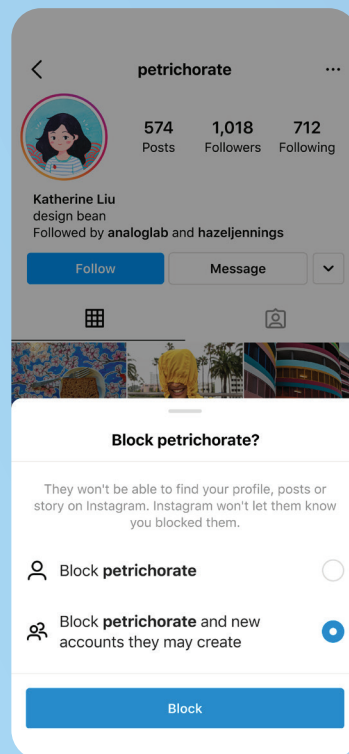 petrichorate
574 1,018 712
Posts Followers Following
Katherine Liu
design bean
Followed by analoglab and hazeljennings
Follow Message
Block petrichorate?
They won't be able to find your profile, posts or
story on Instagram. Instagram won't let them know
you blocked them.
Block petrichorate
Block petrichorate and new
accounts they may create
Block